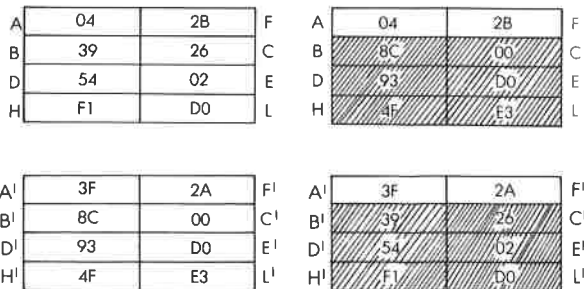 A 04 2B F A 04 2B F
B 39 26 C B 8C 00 C
D 54 02 E D 93 D0 E
H F1 D0 L H 4F E3 L
A' 3F 2A F' A' 3F 2A F'
B' 8C 00 C' B' 39 26 C'
D' 93 D0 E' D' 54 02 E'
H' 4F E3 L' H' F1 D0 L'